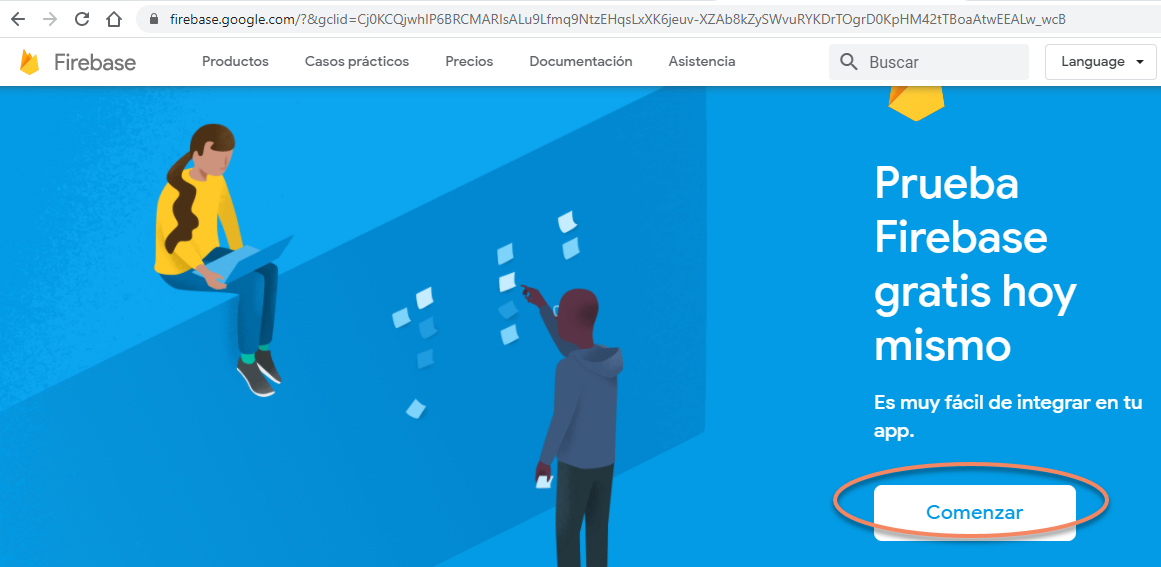 firebase.google.com/?&gclid=Cj0KCQjwhIP6BRCMARIsALu9Lfmq9NtzEHqsLxXK6jeuv-XZAb8kZySWvuRYKDrTOgrD0KpHM42tTBoaAtwEEALw_wcB
Firebase Productos Casos prácticos Precios Documentación Asistencia Buscar Language
Prueba
Firebase
gratis hoy
mismo
Es muy fácil de integrar en tu
app.
Comenzar